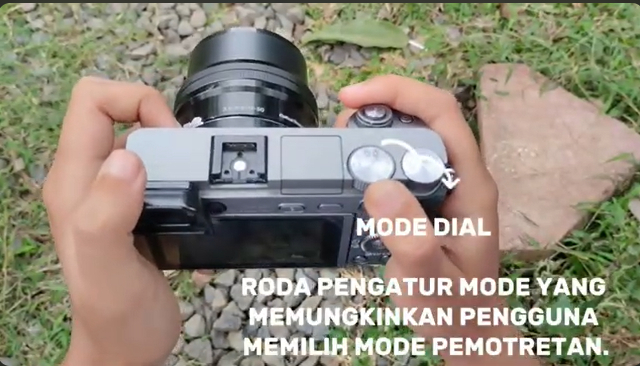 MODE DIAL
RODA PENGATUR MODE YANG
MEMUNGKINKAN PENGGUNA
MEMILIH MODE PEMOTRETAN.